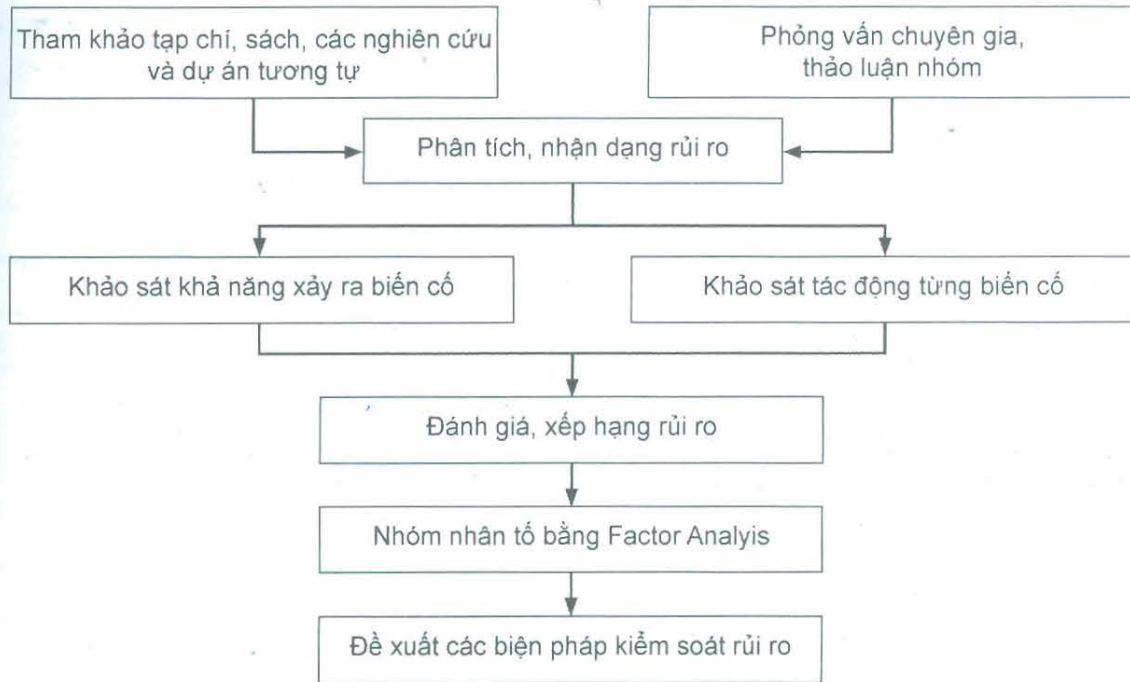 Tham khảo tạp chí, sách, các nghiên cứu
và dự án tương tự
Phỏng vấn chuyên gia,
thảo luận nhóm
Phân tích, nhận dạng rủi ro
Khảo sát khả năng xảy ra biến cố
Khảo sát tác động từng biến cố
Đánh giá, xếp hạng rủi ro
Nhóm nhân tố bằng Factor Analyis
Đề xuất các biện pháp kiểm soát rủi ro